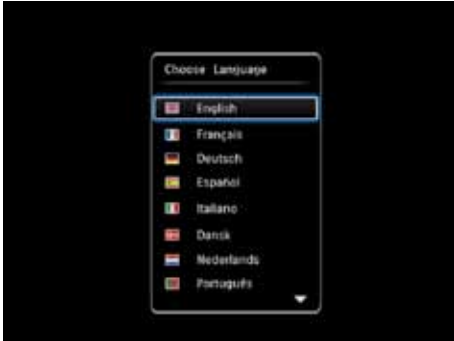 Choose Language
English
Français
Deutsch
Español
Italiano
Dansk
Nederlands
Português